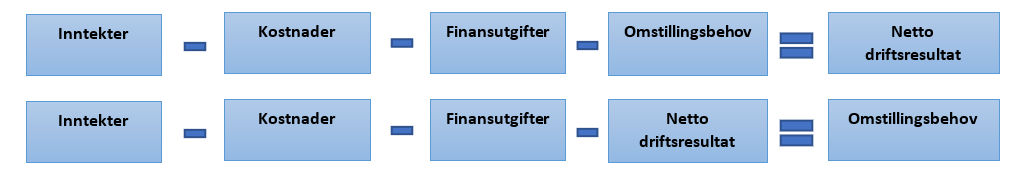 Inntekter - Kostnader - Finansutgifter - Omstillingsbehov = Netto
driftsresultat
Inntekter - Kostnader - Finansutgifter - Netto = Omstillingsbehov
driftsresultat